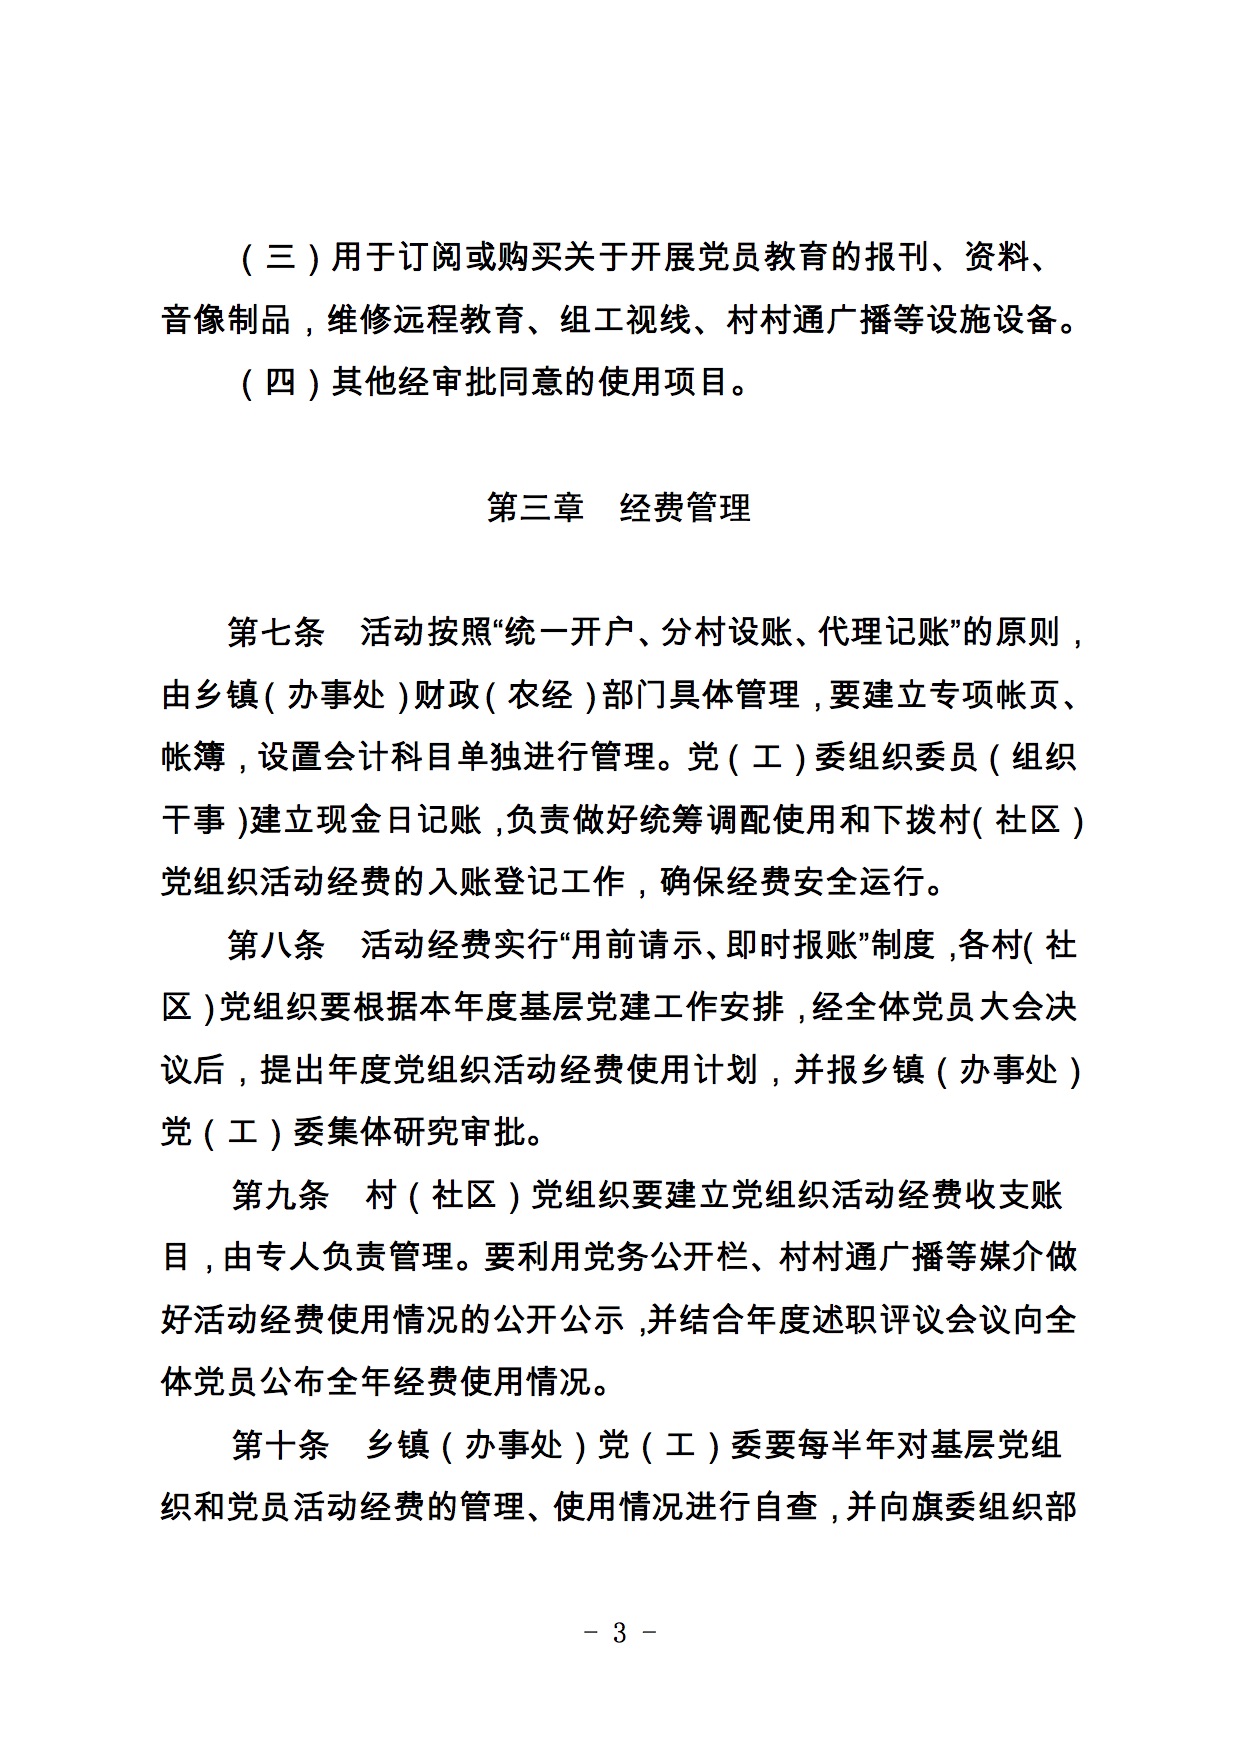 （三）用于订阅或购买关于开展党员教育的报刊、资料、
音像制品，维修远程教育、组工视线、村村通广播等设施设备。
（四）其他经审批同意的使用项目。
第三章　经费管理
第七条　活动按照“统一开户、分村设账、代理记账”的原则，
由乡镇（办事处）财政（农经）部门具体管理，要建立专项帐页、
帐簿，设置会计科目单独进行管理。党（工）委组织委员（组织
干事）建立现金日记账，负责做好统筹调配使用和下拨村（社区）
党组织活动经费的入账登记工作，确保经费安全运行。
第八条　活动经费实行“用前请示、即时报账”制度，各村（社
区）党组织要根据本年度基层党建工作安排，经全体党员大会决
议后，提出年度党组织活动经费使用计划，并报乡镇（办事处）
党（工）委集体研究审批。
第九条　村（社区）党组织要建立党组织活动经费收支账
目，由专人负责管理。要利用党务公开栏、村村通广播等媒介做
好活动经费使用情况的公开公示，并结合年度述职评议会议向全
体党员公布全年经费使用情况。
第十条　乡镇（办事处）党（工）委要每半年对基层党组
织和党员活动经费的管理、使用情况进行自查，并向旗委组织部
－ 3 －